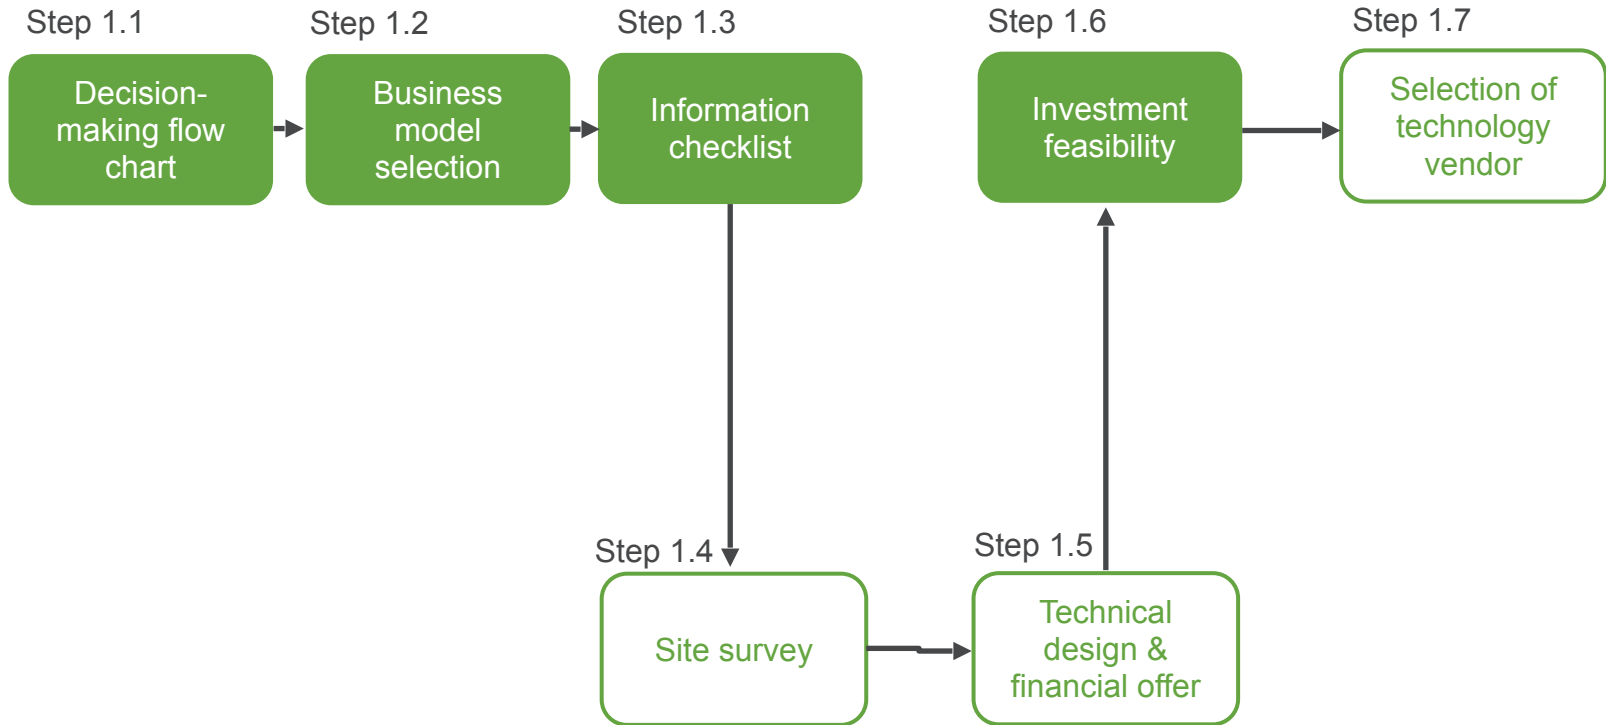 Step 1.1
Decision-
making flow
chart
Step 1.2
Business
model
selection
Step 1.3
Information
checklist
Step 1.4
Site survey
Step 1.5
Technical
design &
financial offer
Step 1.6
Investment
feasibility
Step 1.7
Selection of
technology
vendor